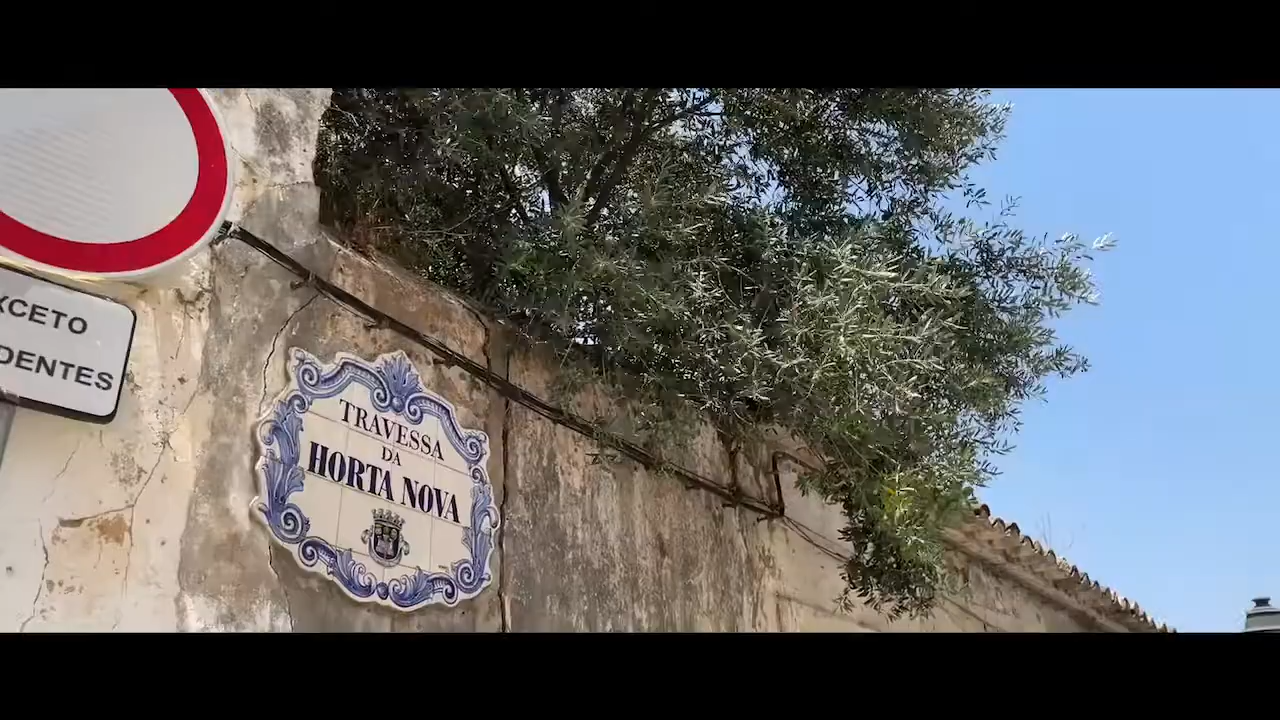 XCETO
DENTES
TRAVESSA
DA
HORTA NOVA